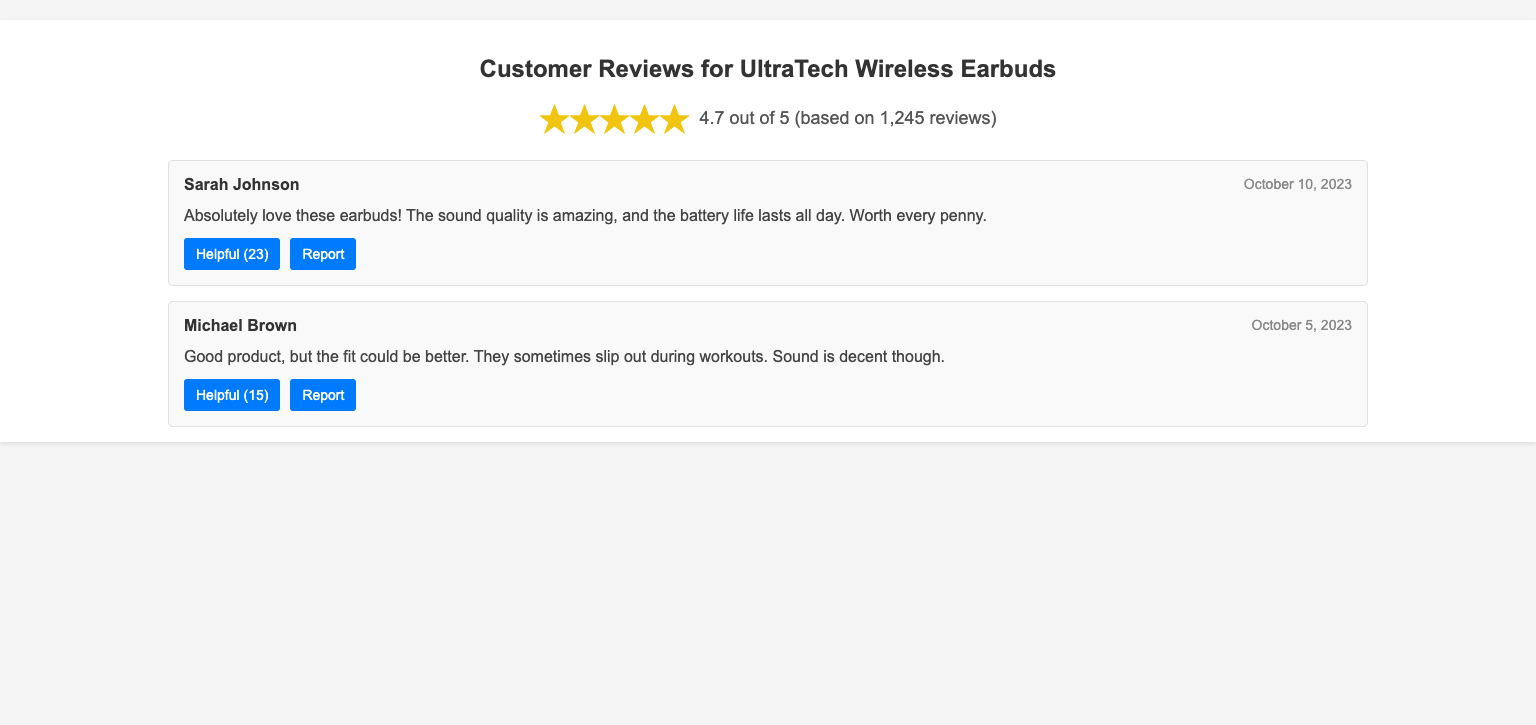 Customer Reviews for UltraTech Wireless Earbuds
★★★★★ 4.7 out of 5 (based on 1,245 reviews)
Sarah Johnson October 10, 2023
Absolutely love these earbuds! The sound quality is amazing, and the battery life lasts all day. Worth every penny.
Helpful (23) Report
Michael Brown October 5, 2023
Good product, but the fit could be better. They sometimes slip out during workouts. Sound is decent though.
Helpful (15) Report